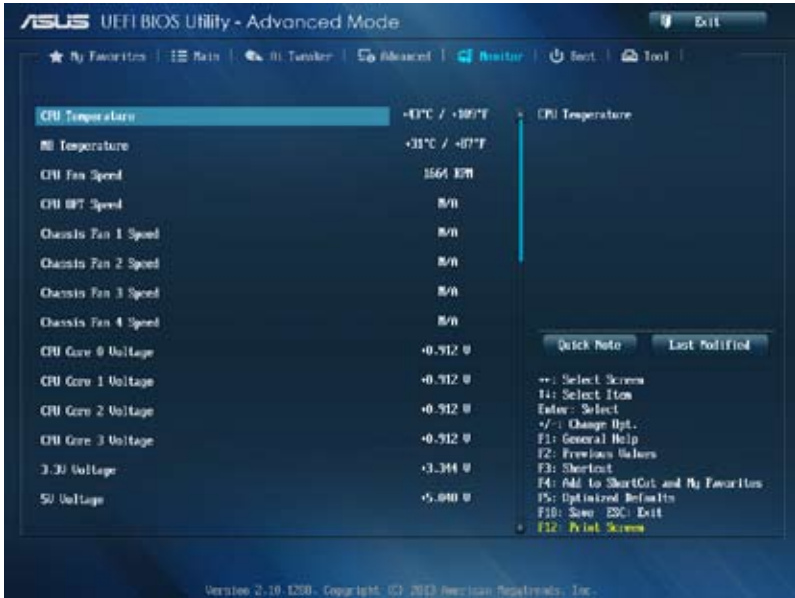 ASUS UEFI BIOS Utility - Advanced Mode
Exit
My Favorites | Main | Ai Tweaker | Advanced | Monitor | Boot | Tool
CPU Temperature +43°C / +109°F
MB Temperature +31°C / +87°F
CPU Fan Speed 1664 RPM
CPU OPT Speed N/A
Chassis Fan 1 Speed N/A
Chassis Fan 2 Speed N/A
Chassis Fan 3 Speed N/A
Chassis Fan 4 Speed N/A
CPU Core 0 Voltage +0.912 V
CPU Core 1 Voltage +0.912 V
CPU Core 2 Voltage +0.912 V
CPU Core 3 Voltage +0.912 V
3.3V Voltage +3.344 V
5V Voltage +5.040 V
CPU Temperature
Quick Note
Last Modified
→←: Select Screen
↑↓: Select Item
Enter: Select
+/-: Change Opt.
F1: General Help
F2: Previous Values
F3: Shortcut
F4: Add to ShortCut and My Favorites
F5: Optimized Defaults
F10: Save ESC: Exit
F12: Print Screen
Version 2.10.1208. Copyright (C) 2013 American Megatrends, Inc.